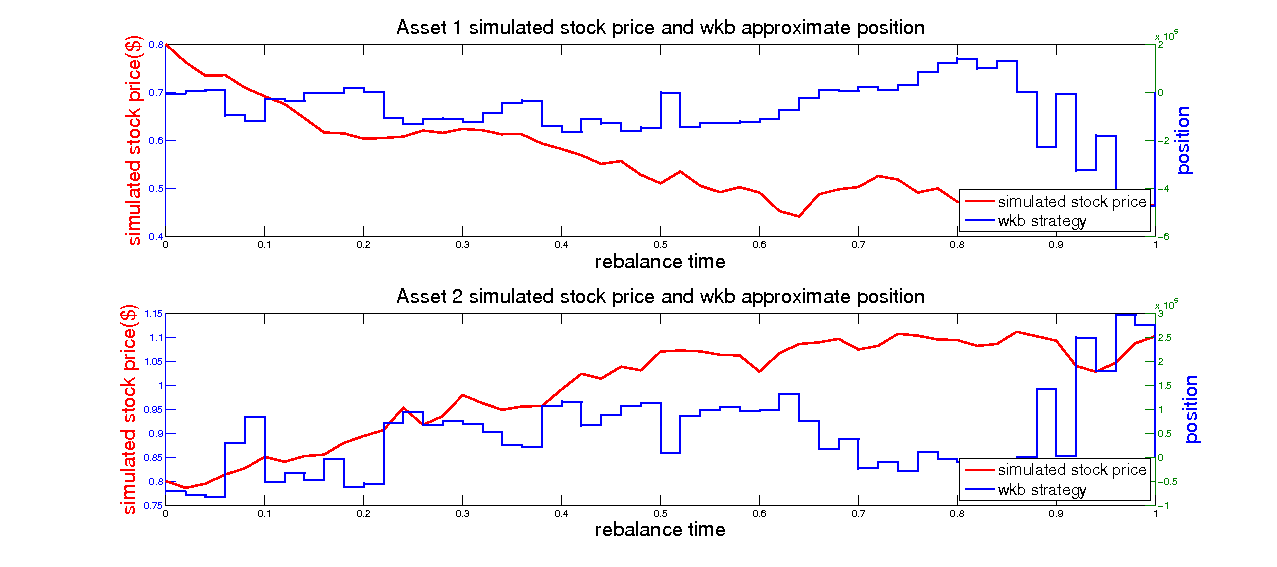 Asset 1 simulated stock price and wkb approximate position
x 10^5
simulated stock price($)
0.8
0.7
0.6
0.5
0.4
2
0
-2
-4
-6
position
simulated stock price
wkb strategy
0 0.1 0.2 0.3 0.4 0.5 0.6 0.7 0.8 0.9 1
rebalance time
Asset 2 simulated stock price and wkb approximate position
simulated stock price($)
1.15
1.1
1.05
1
0.95
0.9
0.85
0.8
0.75
3
2.5
2
1.5
1
0.5
0
-0.5
-1
position
simulated stock price
wkb strategy
0 0.1 0.2 0.3 0.4 0.5 0.6 0.7 0.8 0.9 1
rebalance time